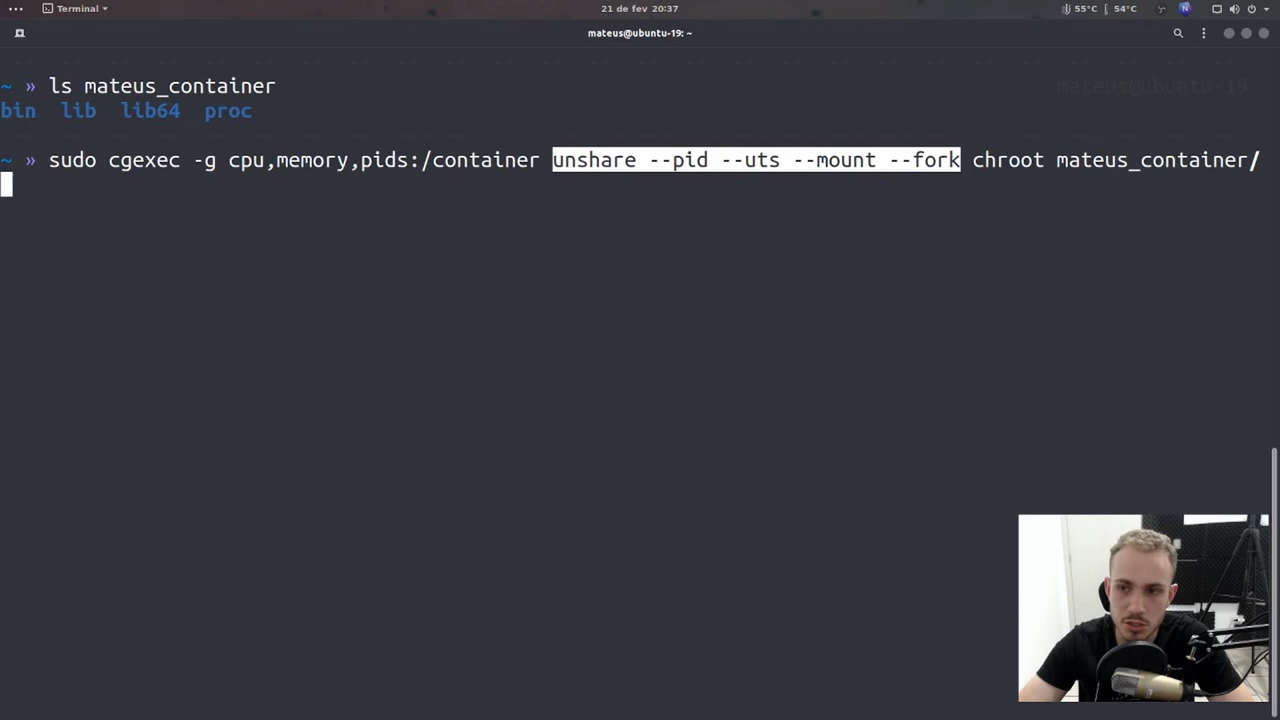 Terminal
21 de fev 20:37
55°C
54°C
N
mateus@ubuntu-19: ~
~ » ls mateus_container
mateus@ubuntu-19
bin lib lib64 proc
~ » sudo cgexec -g cpu,memory,pids:/container unshare --pid --uts --mount --fork chroot mateus_container/